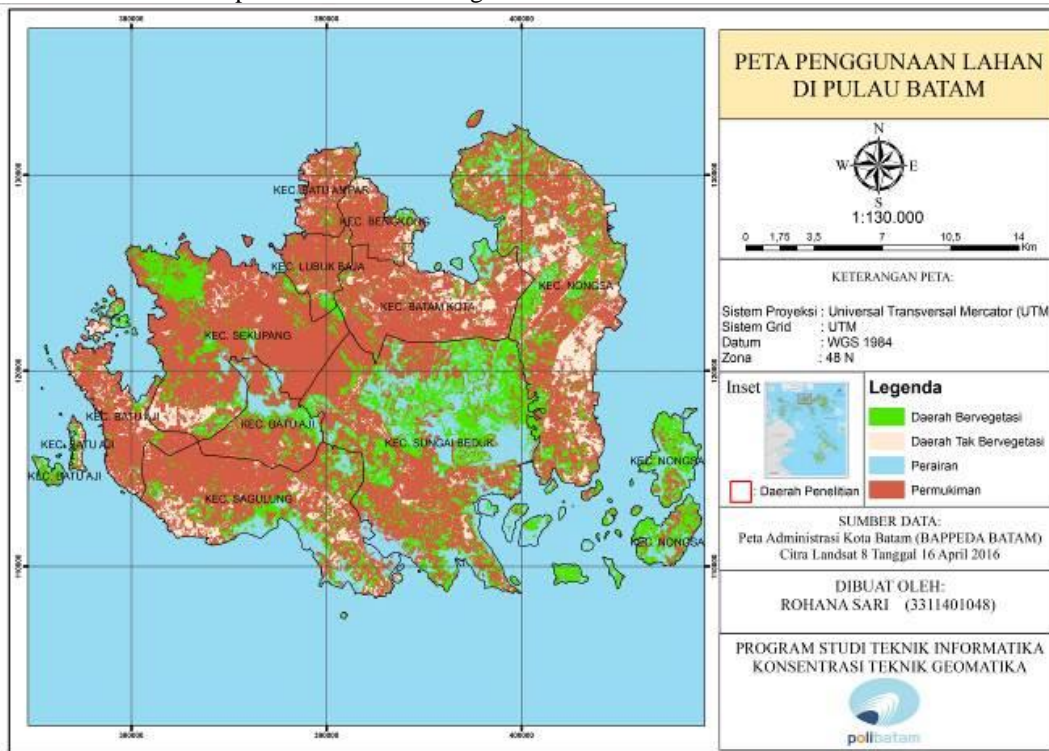 PETA PENGGUNAAN LAHAN
DI PULAU BATAM
N
W
E
S
1:130.000
0 1,75 3,5 7 10,5 14
Km
KETERANGAN PETA:
Sistem Proyeksi : Universal Transversal Mercator (UTM
Sistem Grid : UTM
Datum : WGS 1984
Zona : 48 N
Inset
: Daerah Penelitian
Legenda
Daerah Bervegetasi
Daerah Tak Bervegetasi
Perairan
Permukiman
SUMBER DATA:
Peta Administrasi Kota Batam (BAPPEDA BATAM)
Citra Landsat 8 Tanggal 16 April 2016
DIBUAT OLEH:
ROHANA SARI (3311401048)
PROGRAM STUDI TEKNIK INFORMATIKA
KONSENTRASI TEKNIK GEOMATIKA
polibatam
400000
KEC. BATU AMPAR
KEC. BENGKONG
KEC. LUBUK BAJA
KEC. BATAM KOTA
KEC. NONGSA
KEC. SEKUPANG
KEC. BATU AJI
KEC. BATU AJI
KEC. BATU AJI
KEC. BATU AJI
KEC. SUNGAI BEDUK
KEC. SAGULUNG
KEC. NONGSA
KEC. NONGSA
400000